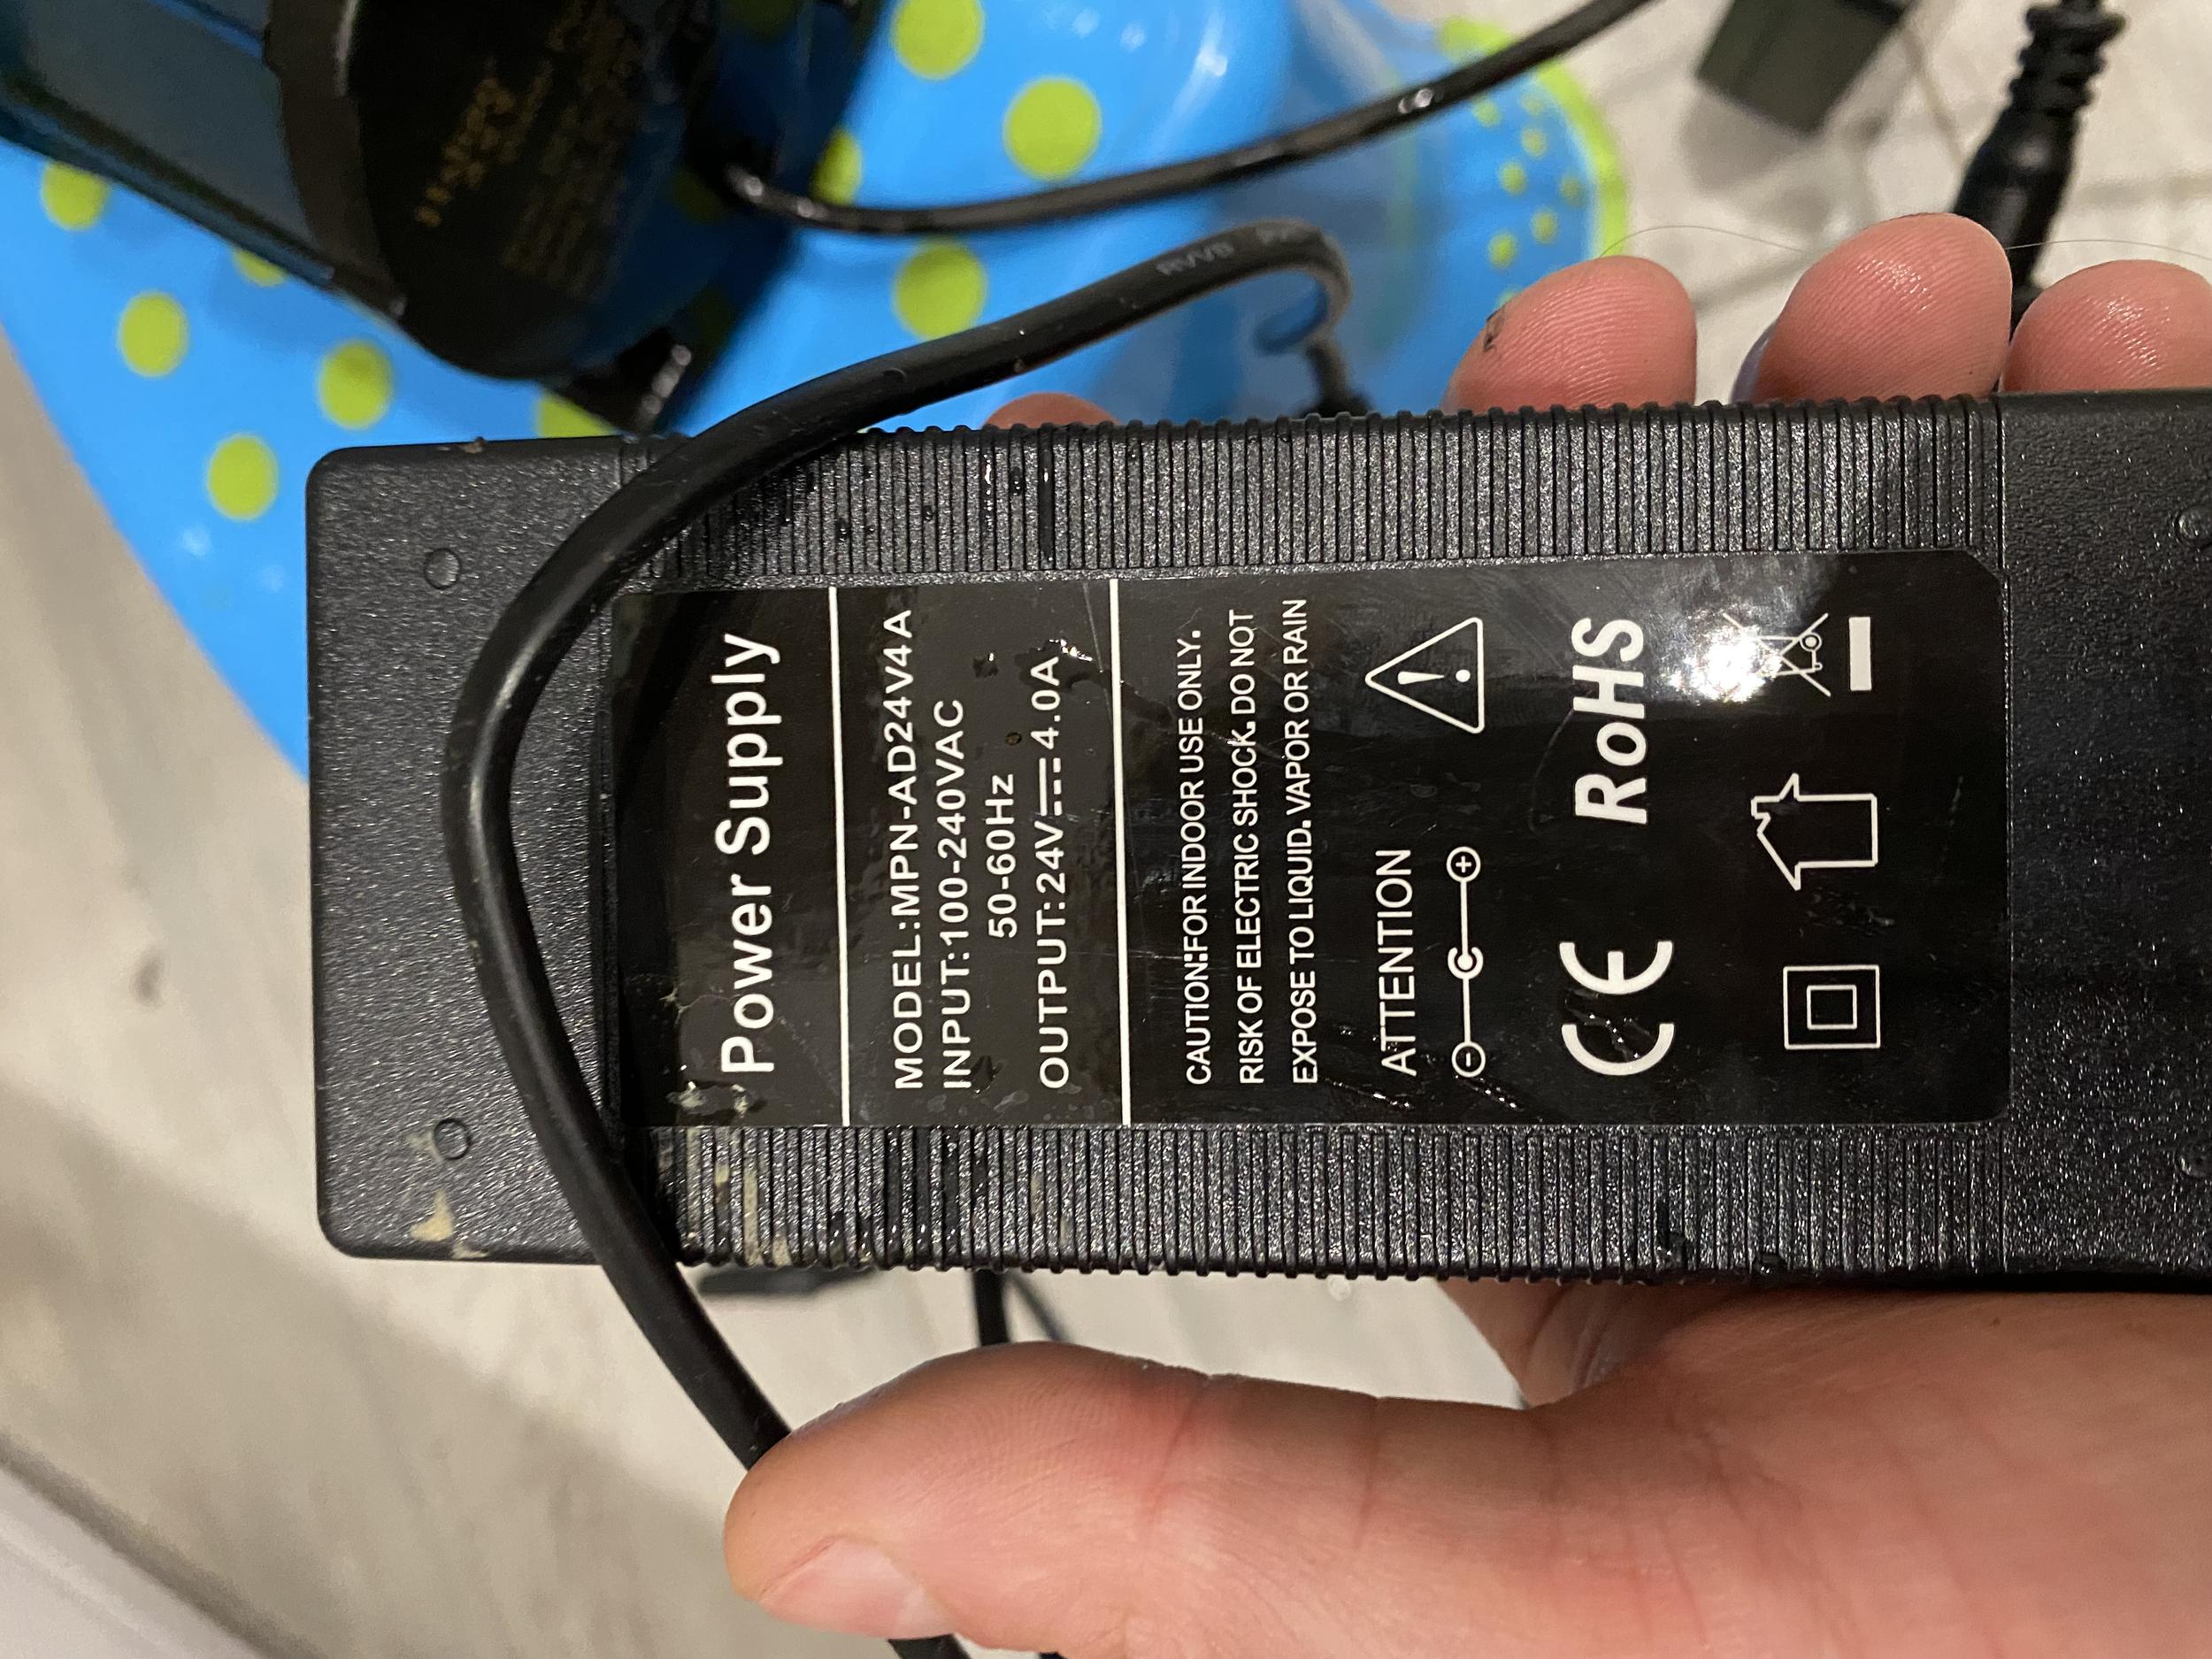 Power Supply
MODEL:MPN-AD24V4A
INPUT:100-240VAC
50-60Hz
OUTPUT:24V⎓4.0A
CAUTION:FOR INDOOR USE ONLY.
RISK OF ELECTRIC SHOCK. DO NOT
EXPOSE TO LIQUID. VAPOR OR RAIN
ATTENTION
- +
CE RoHS
RVVB